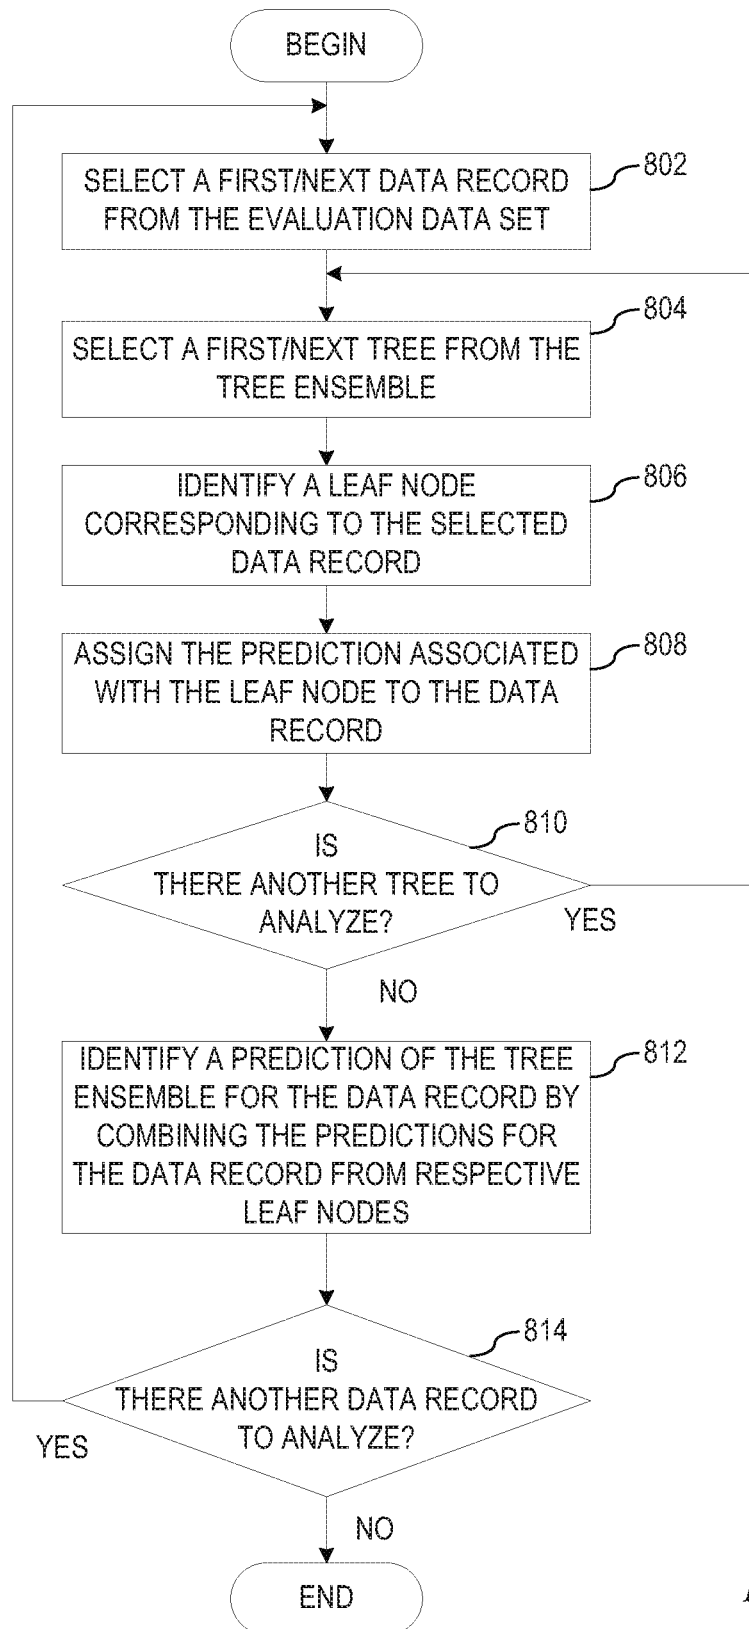 BEGIN
SELECT A FIRST/NEXT DATA RECORD
FROM THE EVALUATION DATA SET
802
SELECT A FIRST/NEXT TREE FROM THE
TREE ENSEMBLE
804
IDENTIFY A LEAF NODE
CORRESPONDING TO THE SELECTED
DATA RECORD
806
ASSIGN THE PREDICTION ASSOCIATED
WITH THE LEAF NODE TO THE DATA
RECORD
808
IS
THERE ANOTHER TREE TO
ANALYZE?
810
YES
NO
IDENTIFY A PREDICTION OF THE TREE
ENSEMBLE FOR THE DATA RECORD BY
COMBINING THE PREDICTIONS FOR
THE DATA RECORD FROM RESPECTIVE
LEAF NODES
812
IS
THERE ANOTHER DATA RECORD
TO ANALYZE?
814
YES
NO
END